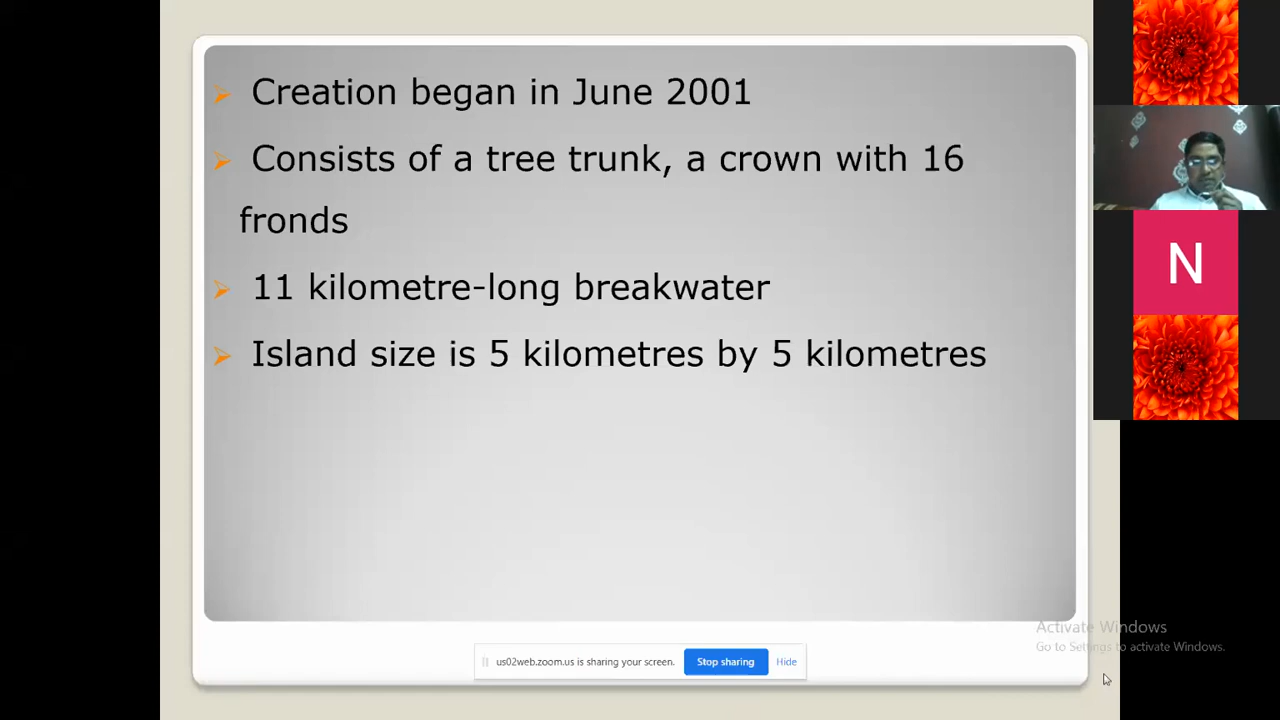 Creation began in June 2001
Consists of a tree trunk, a crown with 16
fronds
11 kilometre-long breakwater
Island size is 5 kilometres by 5 kilometres
N
Activate Windows
Go to Settings to activate Windows.
us02web.zoom.us is sharing your screen. Stop sharing Hide